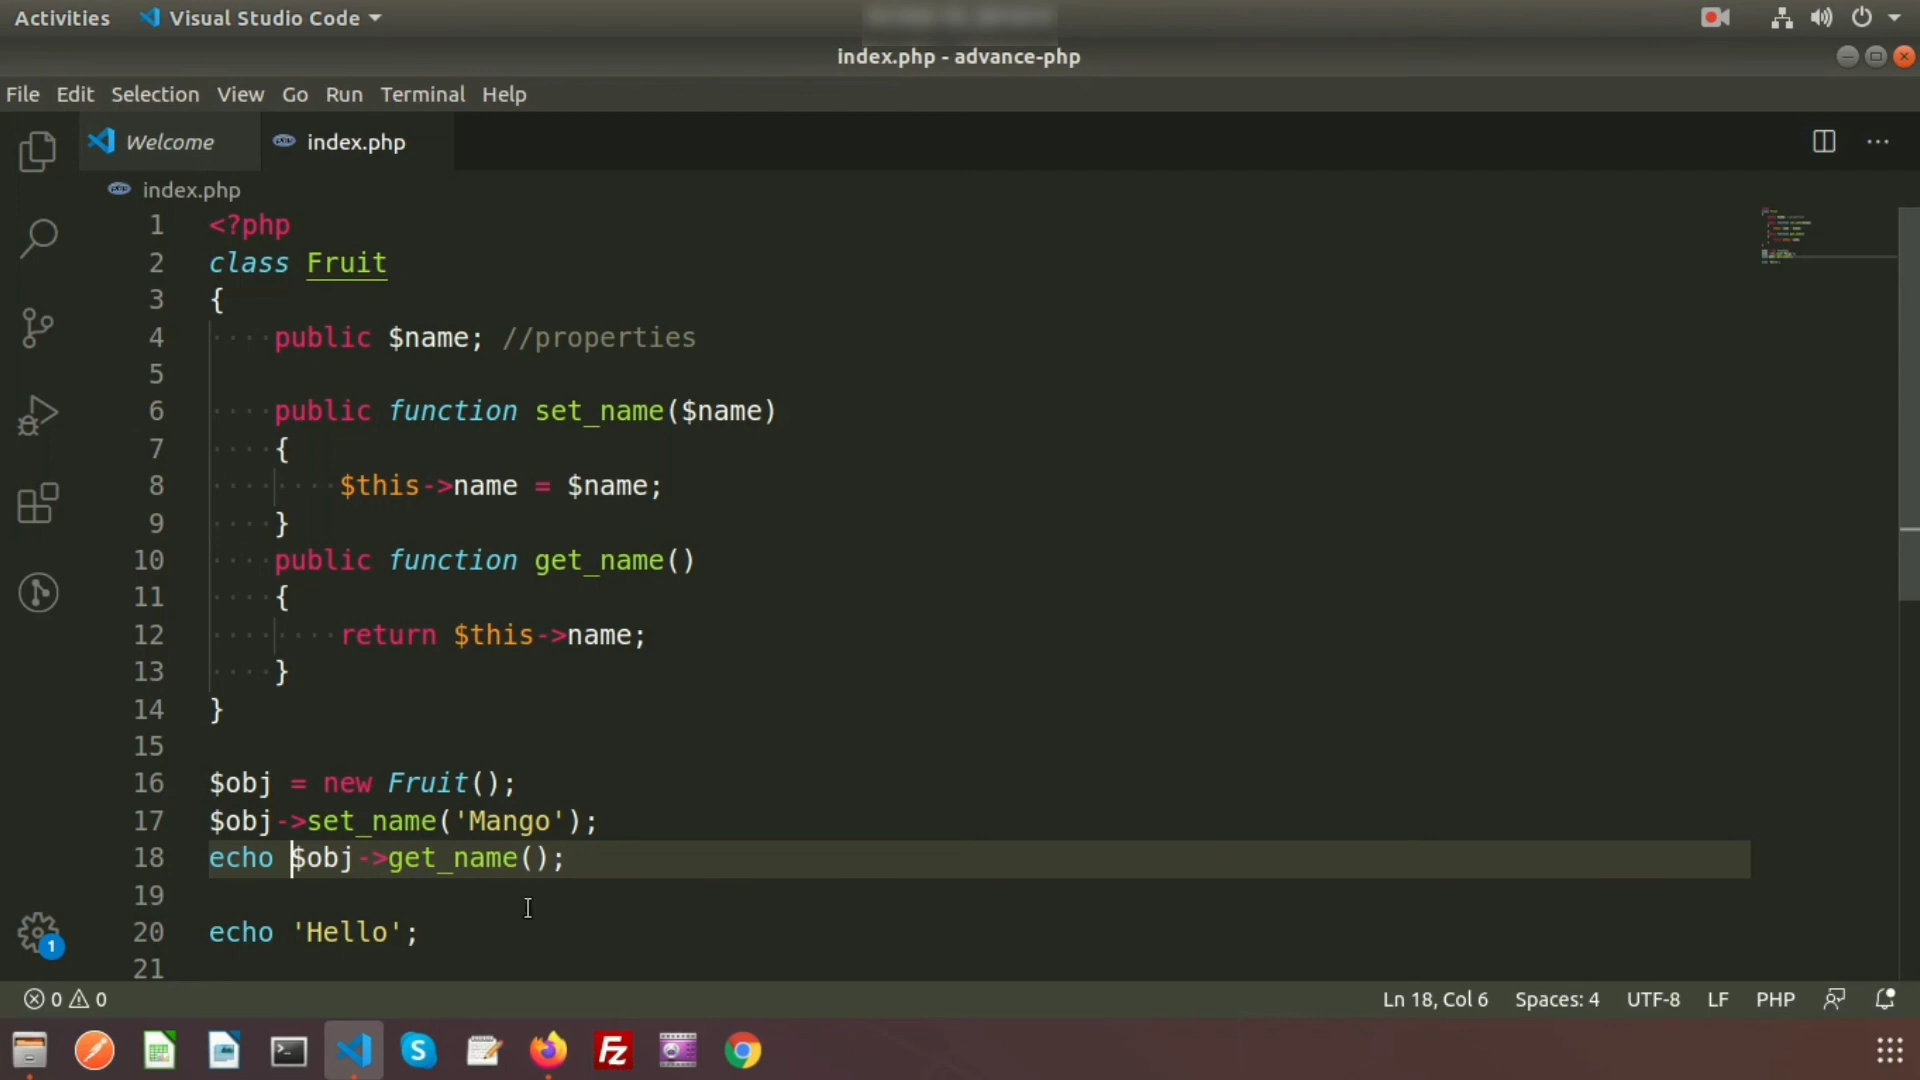 Activities Visual Studio Code
index.php - advance-php
File Edit Selection View Go Run Terminal Help
Welcome index.php
index.php
1 <?php
2 class Fruit
3 {
4 public $name; //properties
5
6 public function set_name($name)
7 {
8 $this->name = $name;
9 }
10 public function get_name()
11 {
12 return $this->name;
13 }
14 }
15
16 $obj = new Fruit();
17 $obj->set_name('Mango');
18 echo $obj->get_name();
19
20 echo 'Hello';
21
1
0 0 Ln 18, Col 6 Spaces: 4 UTF-8 LF PHP
S Fz